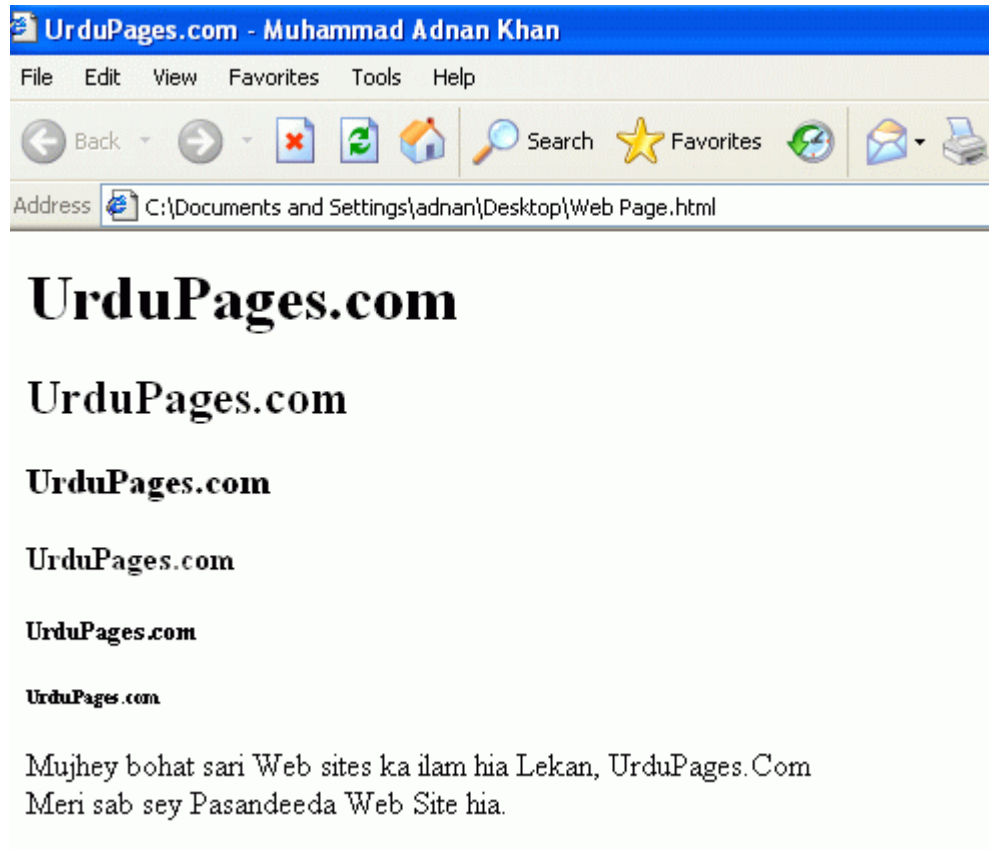 UrduPages.com - Muhammad Adnan Khan
File Edit View Favorites Tools Help
Back Search Favorites
Address C:\Documents and Settings\adnan\Desktop\Web Page.html
UrduPages.com
UrduPages.com
UrduPages.com
UrduPages.com
UrduPages.com
UrduPages.com
Mujhey bohat sari Web sites ka ilam hia Lekan, UrduPages.Com
Meri sab sey Pasandeeda Web Site hia.